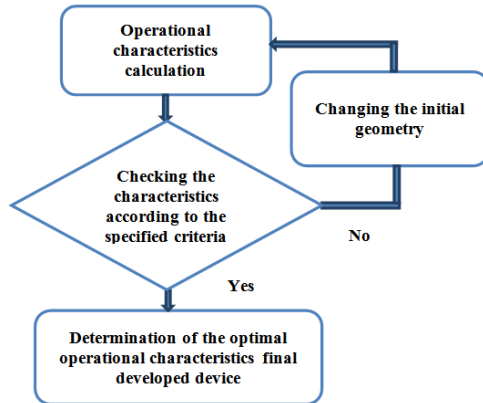 Operational
characteristics
calculation
Changing the initial
geometry
Checking the
characteristics
according to the
specified criteria
No
Yes
Determination of the optimal
operational characteristics final
developed device